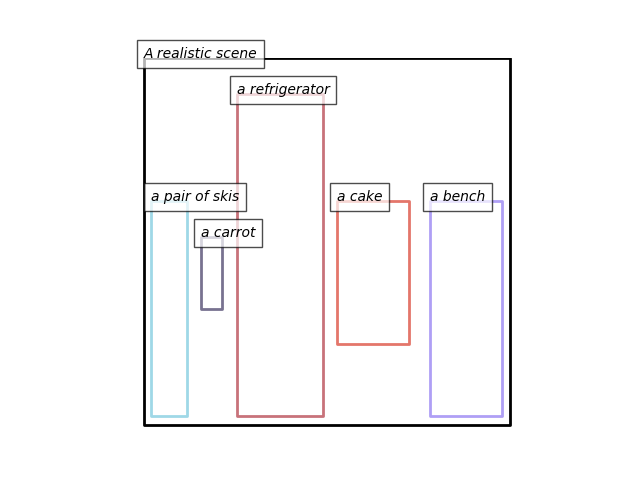 A realistic scene
a refrigerator
a pair of skis
a cake
a bench
a carrot